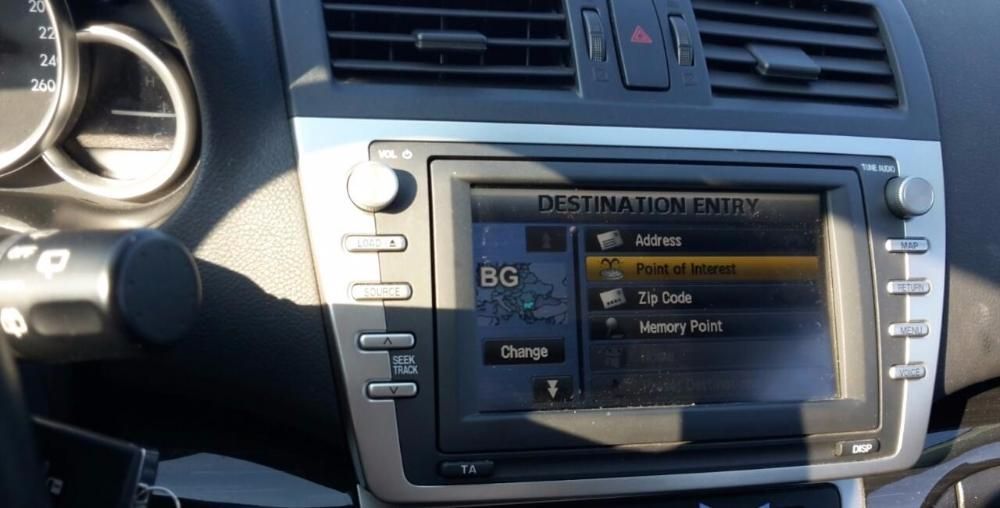 20
22
24
260
H
VOL
TUNE AUDIO
LOAD
SOURCE
SEEK
TRACK
TA
DESTINATION ENTRY
BG
Change
Address
Point of Interest
Zip Code
Memory Point
MAP
RETURN
MENU
VOICE
DISP